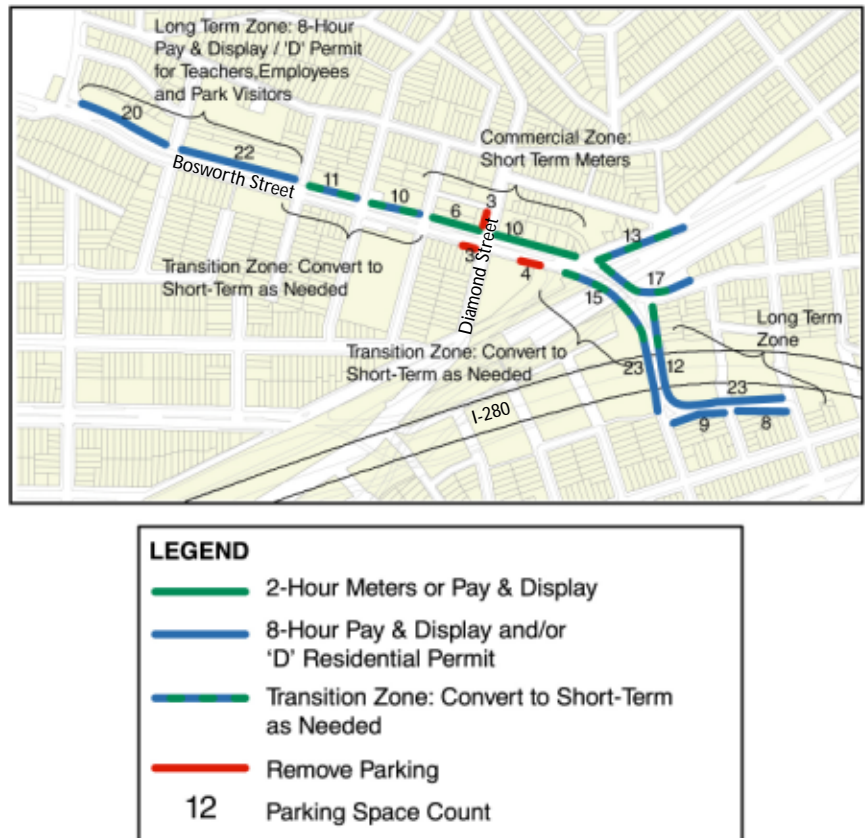 Long Term Zone: 8-Hour
Pay & Display / 'D' Permit
for Teachers,Employees
and Park Visitors
20
22
Bosworth Street
11
10
Commercial Zone:
Short Term Meters
6
3
10
3
4
Diamond Street
13
17
15
Transition Zone: Convert to
Short-Term as Needed
Transition Zone: Convert to
Short-Term as Needed
Long Term
Zone
23
12
23
9
8
I-280
LEGEND
2-Hour Meters or Pay & Display
8-Hour Pay & Display and/or
‘D’ Residential Permit
Transition Zone: Convert to Short-Term
as Needed
Remove Parking
12
Parking Space Count